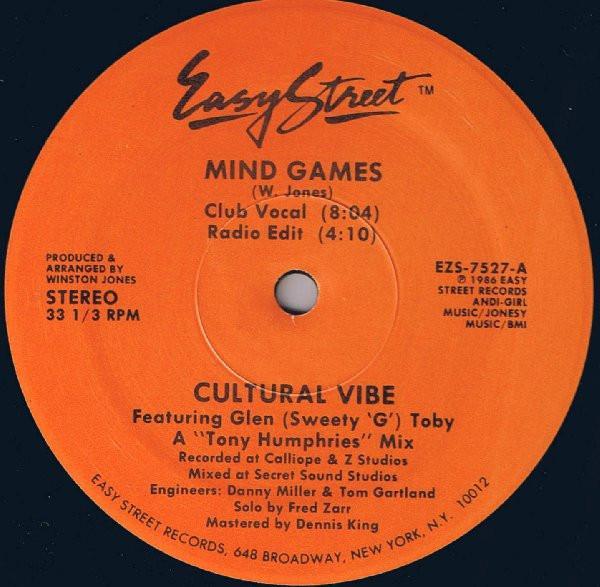 Easy Street ™
MIND GAMES
(W. Jones)
Club Vocal (8:04)
Radio Edit (4:10)
PRODUCED &
ARRANGED BY
WINSTON JONES
STEREO
33 1/3 RPM
EZS-7527-A
℗ 1986 EASY
STREET RECORDS
ANDI-GIRL
MUSIC/JONESY
MUSIC/BMI
CULTURAL VIBE
Featuring Glen (Sweety 'G') Toby
A "Tony Humphries" Mix
Recorded at Calliope & Z Studios
Mixed at Secret Sound Studios
Engineers: Danny Miller & Tom Gartland
Solo by Fred Zarr
Mastered by Dennis King
EASY STREET RECORDS, 648 BROADWAY, NEW YORK, N.Y. 10012